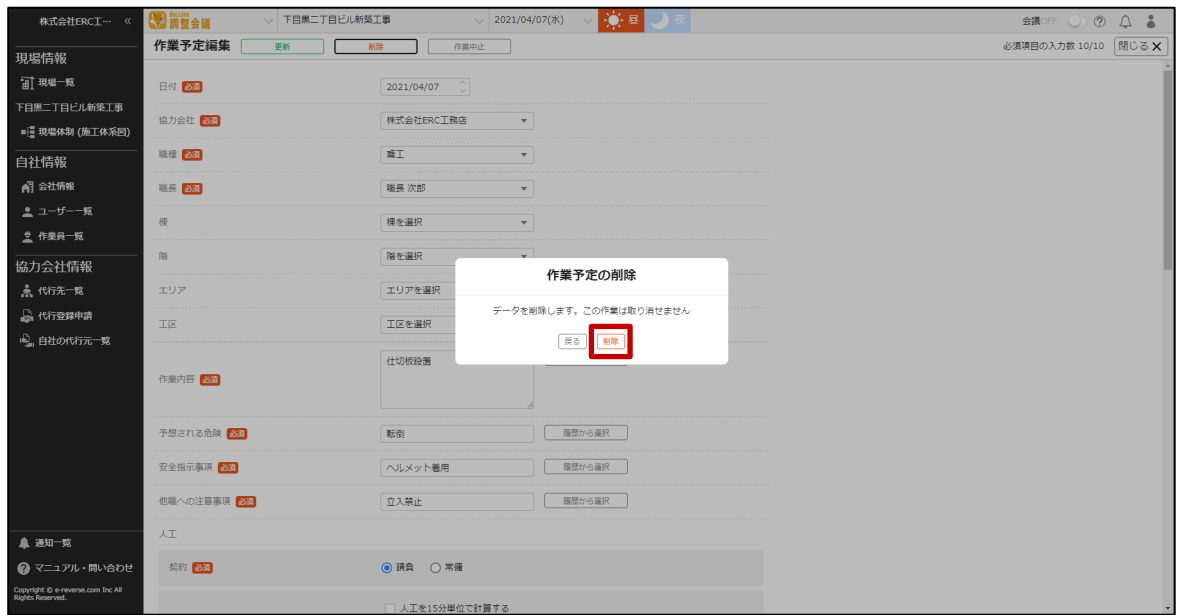 株式会社ERC工… «
現場情報
現場一覧
下目黒二丁目ビル新築工事
現場体制 (施工体系図)
自社情報
会社情報
ユーザー一覧
作業員一覧
協力会社情報
代行先一覧
代行登録申請
自社の代行元一覧
通知一覧
マニュアル・問い合わせ
Copyright © e-reverse.com Inc All
Rights Reserved.
Buildee
調整会議
下目黒二丁目ビル新築工事
2021/04/07(水)
昼
夜
会議OFF
作業予定編集
更新
削除
作業中止
必須項目の入力数 10/10
閉じる X
日付 必須
2021/04/07
協力会社 必須
株式会社ERC工務店
職種 必須
鳶工
職長 必須
職長 次郎
棟
棟を選択
階
階を選択
エリア
エリアを選択
工区
工区を選択
作業内容 必須
仕切板設置
予想される危険 必須
転倒
履歴から選択
安全指示事項 必須
ヘルメット着用
履歴から選択
他職への注意事項 必須
立入禁止
履歴から選択
人工
契約 必須
請負
常傭
人工を15分単位で計算する
作業予定の削除
データを削除します。この作業は取り消せません
戻る
削除